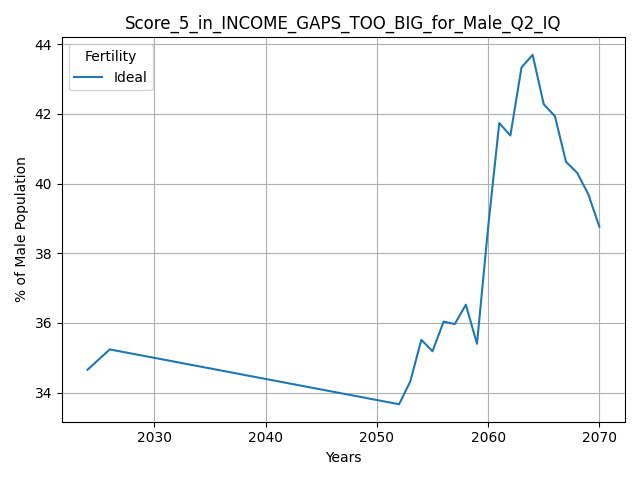 Score_5_in_INCOME_GAPS_TOO_BIG_for_Male_Q2_IQ
Fertility
Ideal
% of Male Population
44
42
40
38
36
34
2030
2040
2050
2060
2070
Years